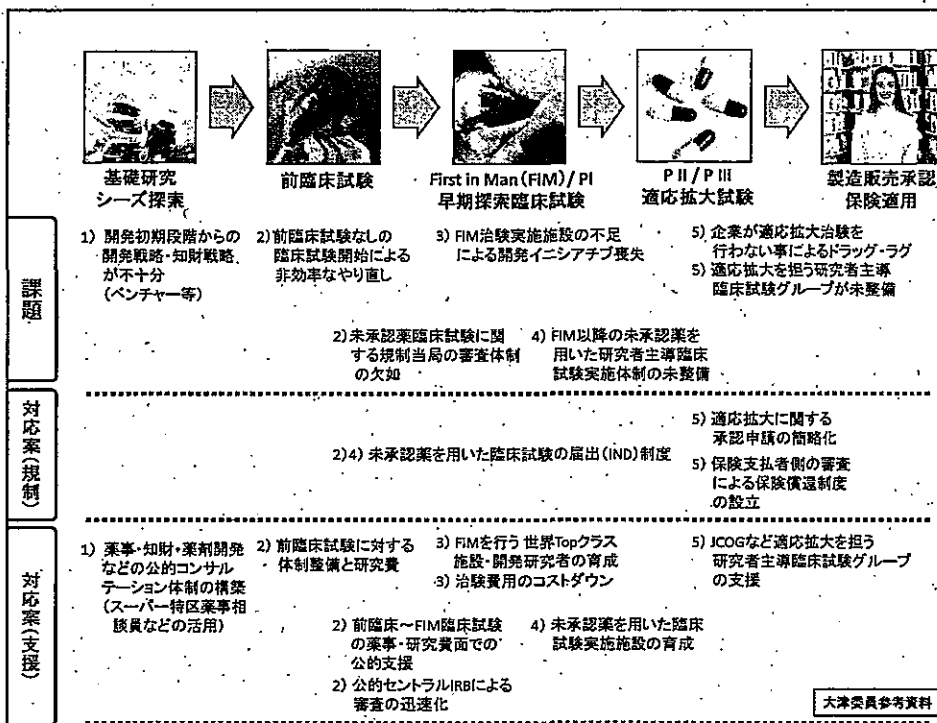 基礎研究
シーズ探索
前臨床試験
First in Man (FIM) / PI
早期探索臨床試験
P II / P III
適応拡大試験
製造販売承認
保険適用
課題
1) 開発初期段階からの
開発戦略・知財戦略
が不十分
(ベンチャー等)
2) 前臨床試験なしの
臨床試験開始による
非効率なやり直し
3) FIM治験実施施設の不足
による開発イニシアチブ喪失
5) 企業が適応拡大治験を
行わない事によるドラッグ・ラグ
5) 適応拡大を担う研究者主導
臨床試験グループが未整備
2) 未承認薬臨床試験に関
する規制当局の審査体制
の欠如
4) FIM以降の未承認薬を
用いた研究者主導臨床
試験実施体制の未整備
対応案(規制)
2)4) 未承認薬を用いた臨床試験の届出(IND)制度
5) 適応拡大に関する
承認申請の簡略化
5) 保険支払者側の審査
による保険償還制度
の設立
対応案(支援)
1) 薬事・知財・薬剤開発
などの公的コンサル
テーション体制の構築
(スーパー特区薬事相
談員などの活用)
2) 前臨床試験に対する
体制整備と研究費
3) FIMを行う 世界Topクラス
施設・開発研究者の育成
3) 治験費用のコストダウン
5) JCOGなど適応拡大を担う
研究者主導臨床試験グループ
の支援
2) 前臨床～FIM臨床試験
の薬事・研究費面での
公的支援
2) 公的セントラルIRBによる
審査の迅速化
4) 未承認薬を用いた臨床
試験実施施設の育成
大津委員参考資料